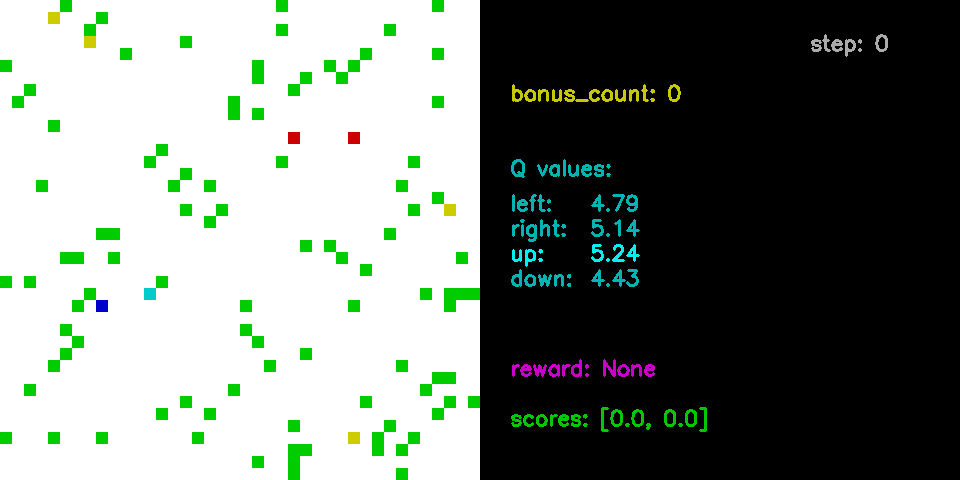 step: 0
bonus_count: 0
Q values:
left: 4.79
right: 5.14
up: 5.24
down: 4.43
reward: None
scores: [0.0, 0.0]